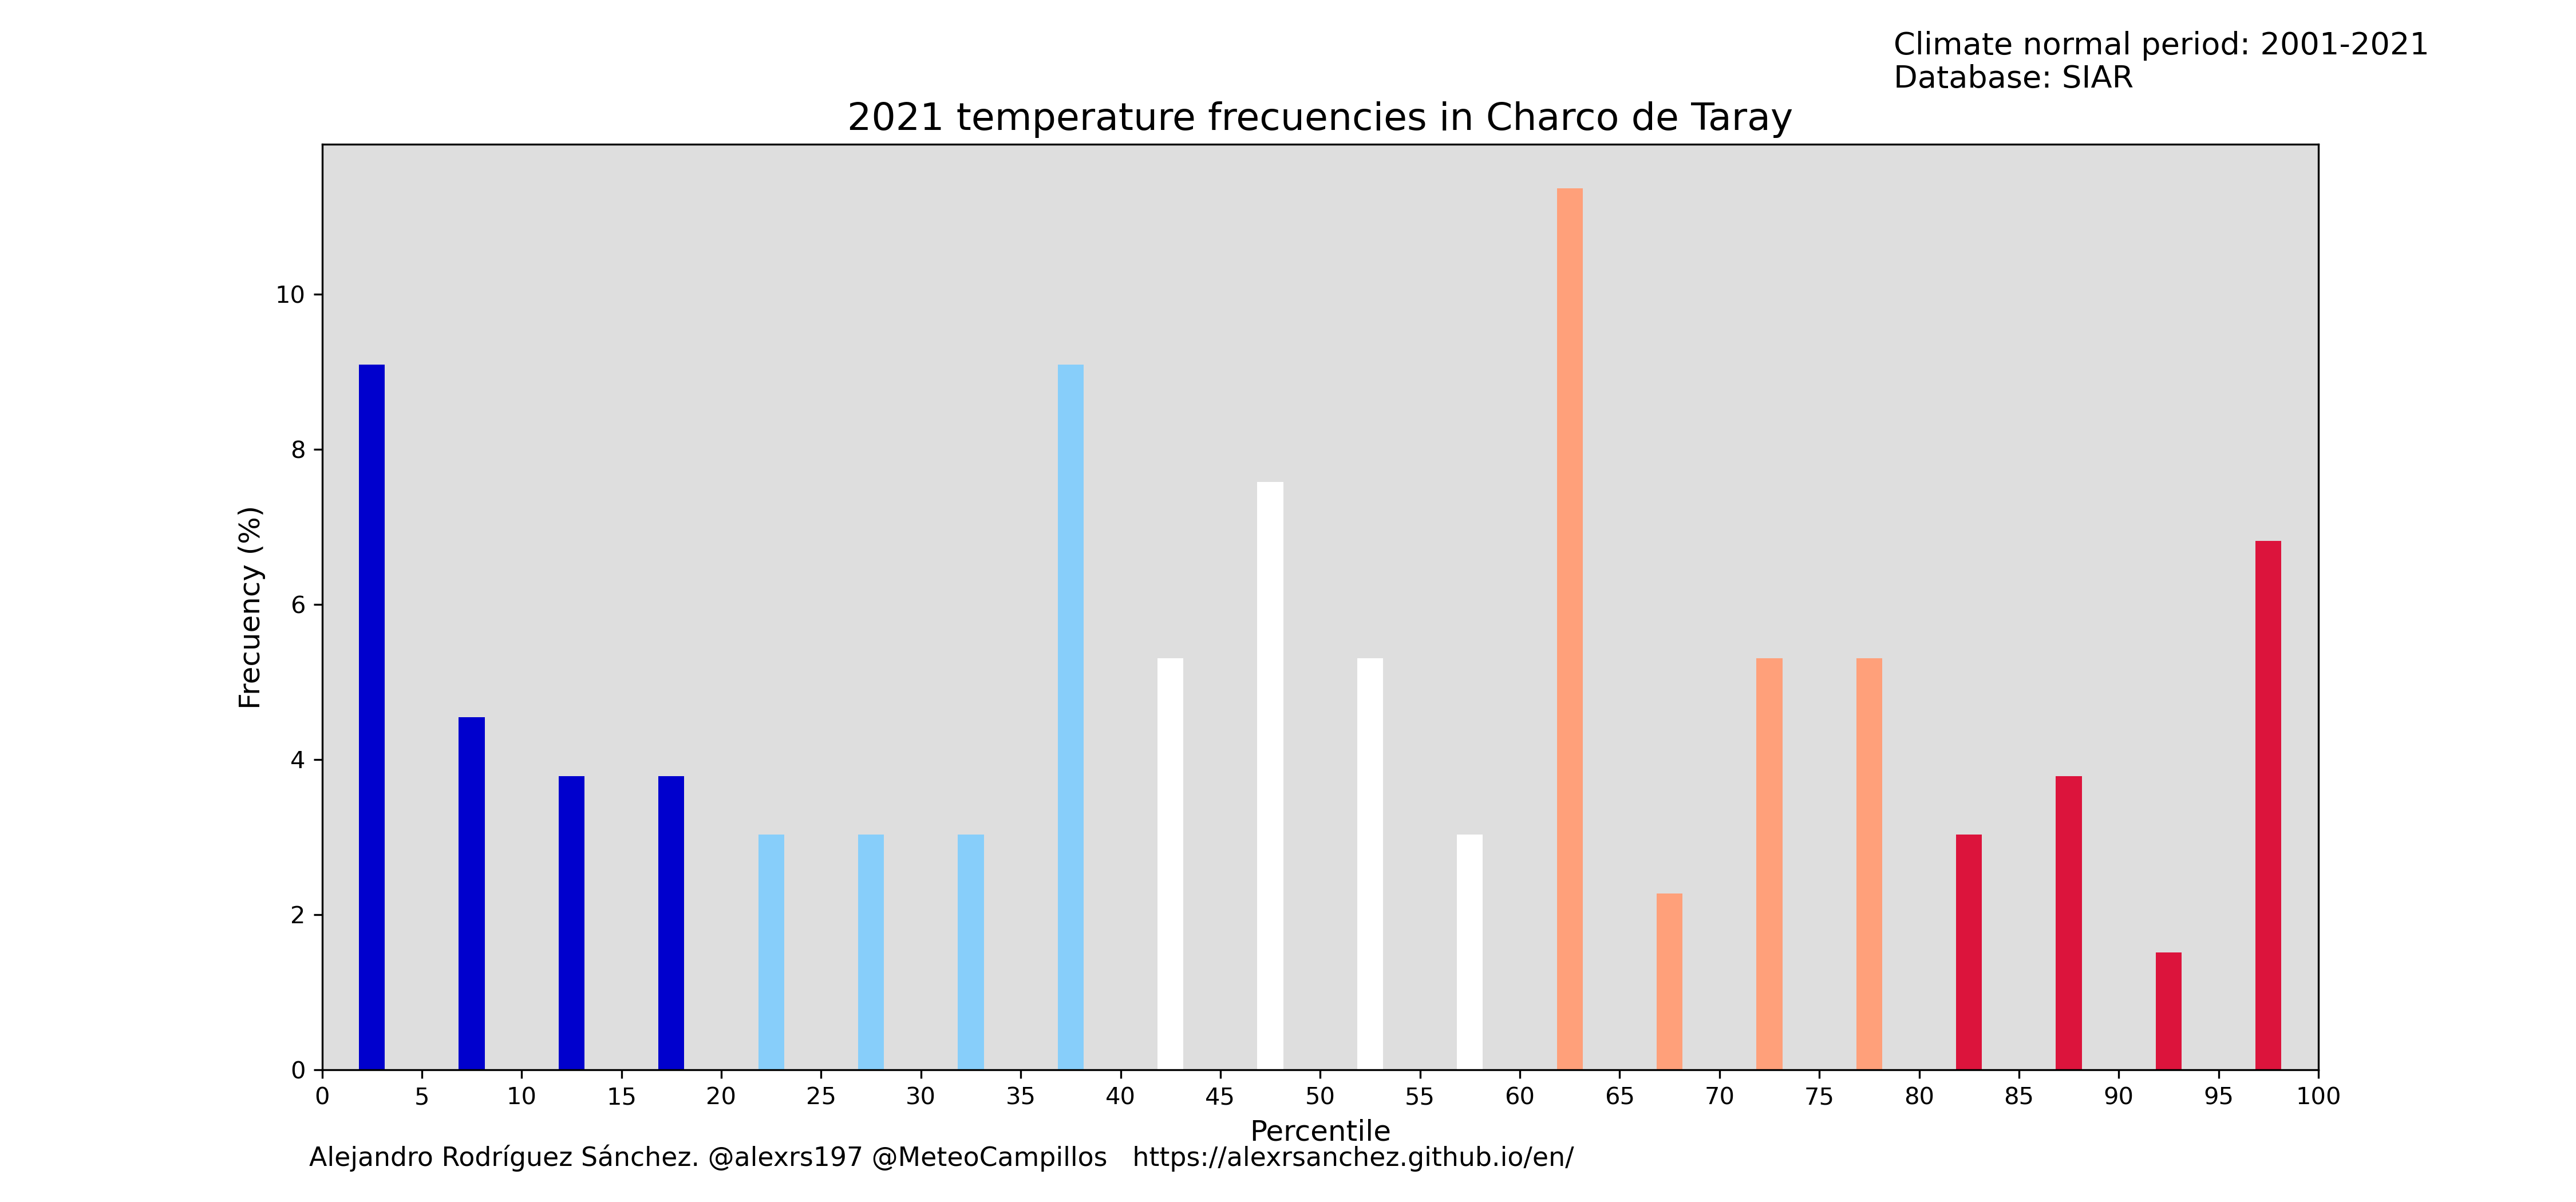 Climate normal period: 2001-2021
Database: SIAR
2021 temperature frecuencies in Charco de Taray
Frecuency (%)
10
8
6
4
2
0
0 5 10 15 20 25 30 35 40 45 50 55 60 65 70 75 80 85 90 95 100
Percentile
Alejandro Rodríguez Sánchez. @alexrs197 @MeteoCampillos https://alexrsanchez.github.io/en/